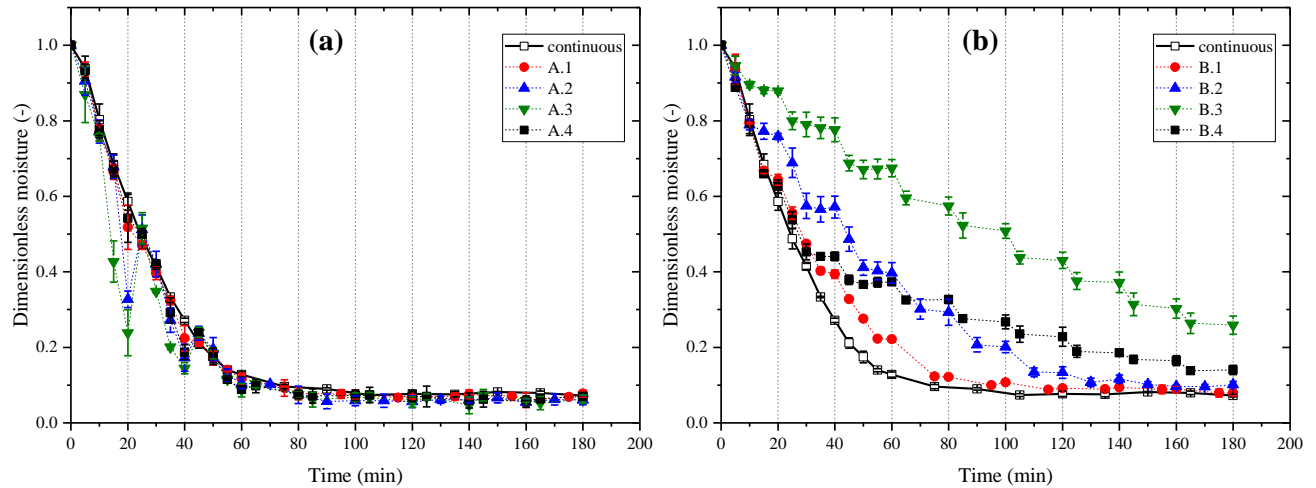 (a)
continuous
A.1
A.2
A.3
A.4
Dimensionless moisture (-)
1.0
0.8
0.6
0.4
0.2
0.0
0 20 40 60 80 100 120 140 160 180 200
Time (min)
(b)
continuous
B.1
B.2
B.3
B.4
Dimensionless moisture (-)
1.0
0.8
0.6
0.4
0.2
0.0
0 20 40 60 80 100 120 140 160 180 200
Time (min)